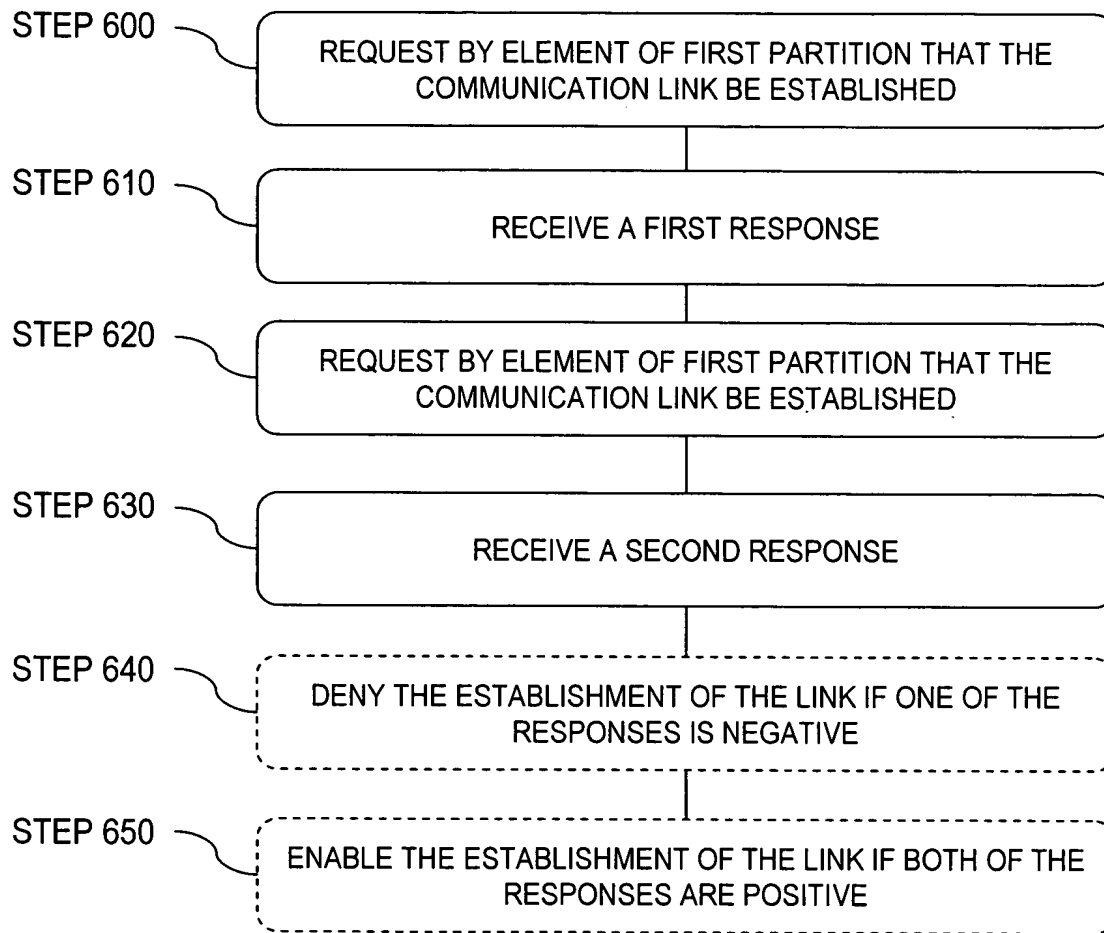 STEP 600
REQUEST BY ELEMENT OF FIRST PARTITION THAT THE
COMMUNICATION LINK BE ESTABLISHED
STEP 610
RECEIVE A FIRST RESPONSE
STEP 620
REQUEST BY ELEMENT OF FIRST PARTITION THAT THE
COMMUNICATION LINK BE ESTABLISHED
STEP 630
RECEIVE A SECOND RESPONSE
STEP 640
DENY THE ESTABLISHMENT OF THE LINK IF ONE OF THE
RESPONSES IS NEGATIVE
STEP 650
ENABLE THE ESTABLISHMENT OF THE LINK IF BOTH OF THE
RESPONSES ARE POSITIVE